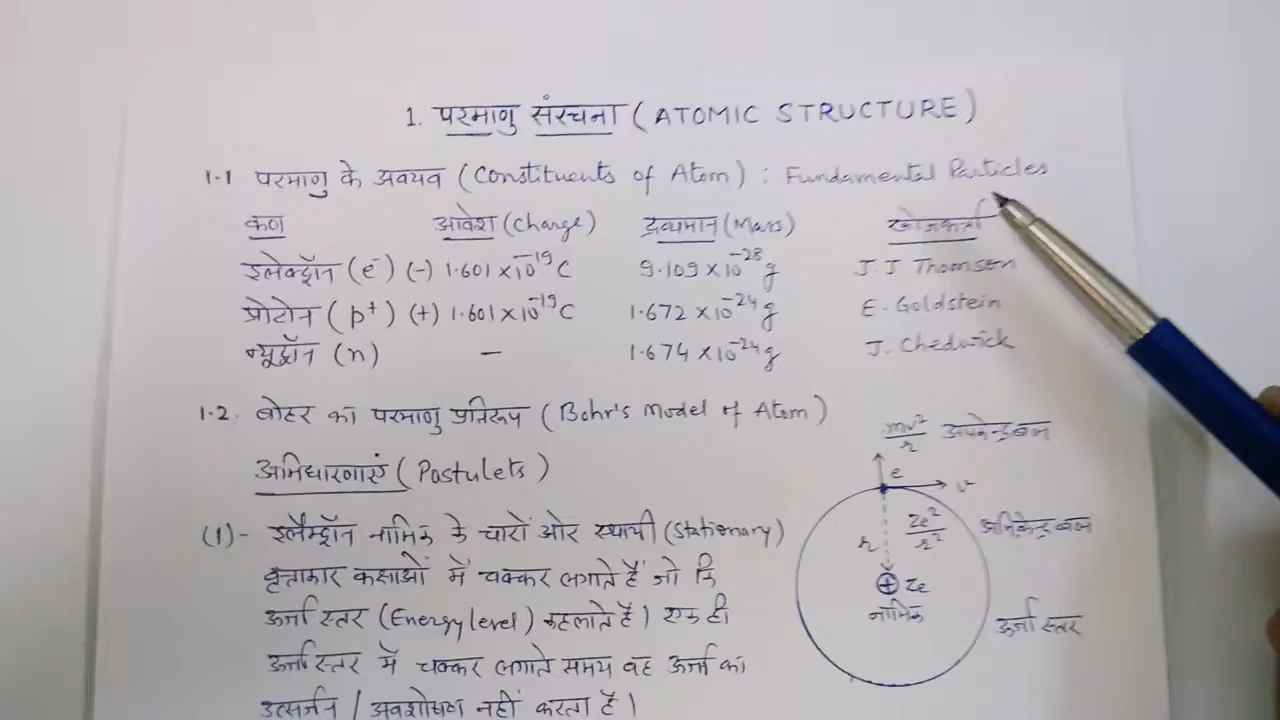 1. परमाणु संरचना (ATOMIC STRUCTURE)
1.1 परमाणु के अवयव (Constituents of Atom) : Fundamental Particles
कण आवेश (Charge) द्रव्यमान (Mass) खोजकर्ता
इलेक्ट्रॉन (e⁻) (-) 1.601 × 10⁻¹⁹ C 9.109 × 10⁻²⁸ g J. J Thomson
प्रोटोन (p⁺) (+) 1.601 × 10⁻¹⁹ C 1.672 × 10⁻²⁴ g E. Goldstein
न्यूट्रॉन (n) — 1.674 × 10⁻²⁴ g J. Chedwick
1.2. बोहर का परमाणु प्रतिरूप (Bohr's Model of Atom)
अभिधारणाएं (Postulets)
(1)- इलैक्ट्रॉन नाभिक के चारों ओर स्थायी (Stationary)
वृत्ताकार कक्षाओं में चक्कर लगाते हैं जो कि
ऊर्जा स्तर (Energy level) कहलाते हैं। एक ही
ऊर्जा स्तर में चक्कर लगाते समय वह ऊर्जा का
उत्सर्जन / अवशोषण नहीं करता है।
mv²/r अपकेन्द्र बल
e v
r Ze²/r² अभिकेन्द्र बल
+ Ze
नाभिक
ऊर्जा स्तर